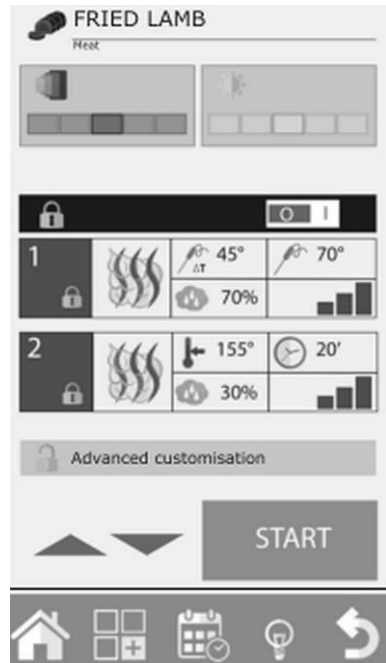 FRIED LAMB
Meat
O I
1
ΔT 45° 70°
70%
2
155° 20'
30%
Advanced customisation
START